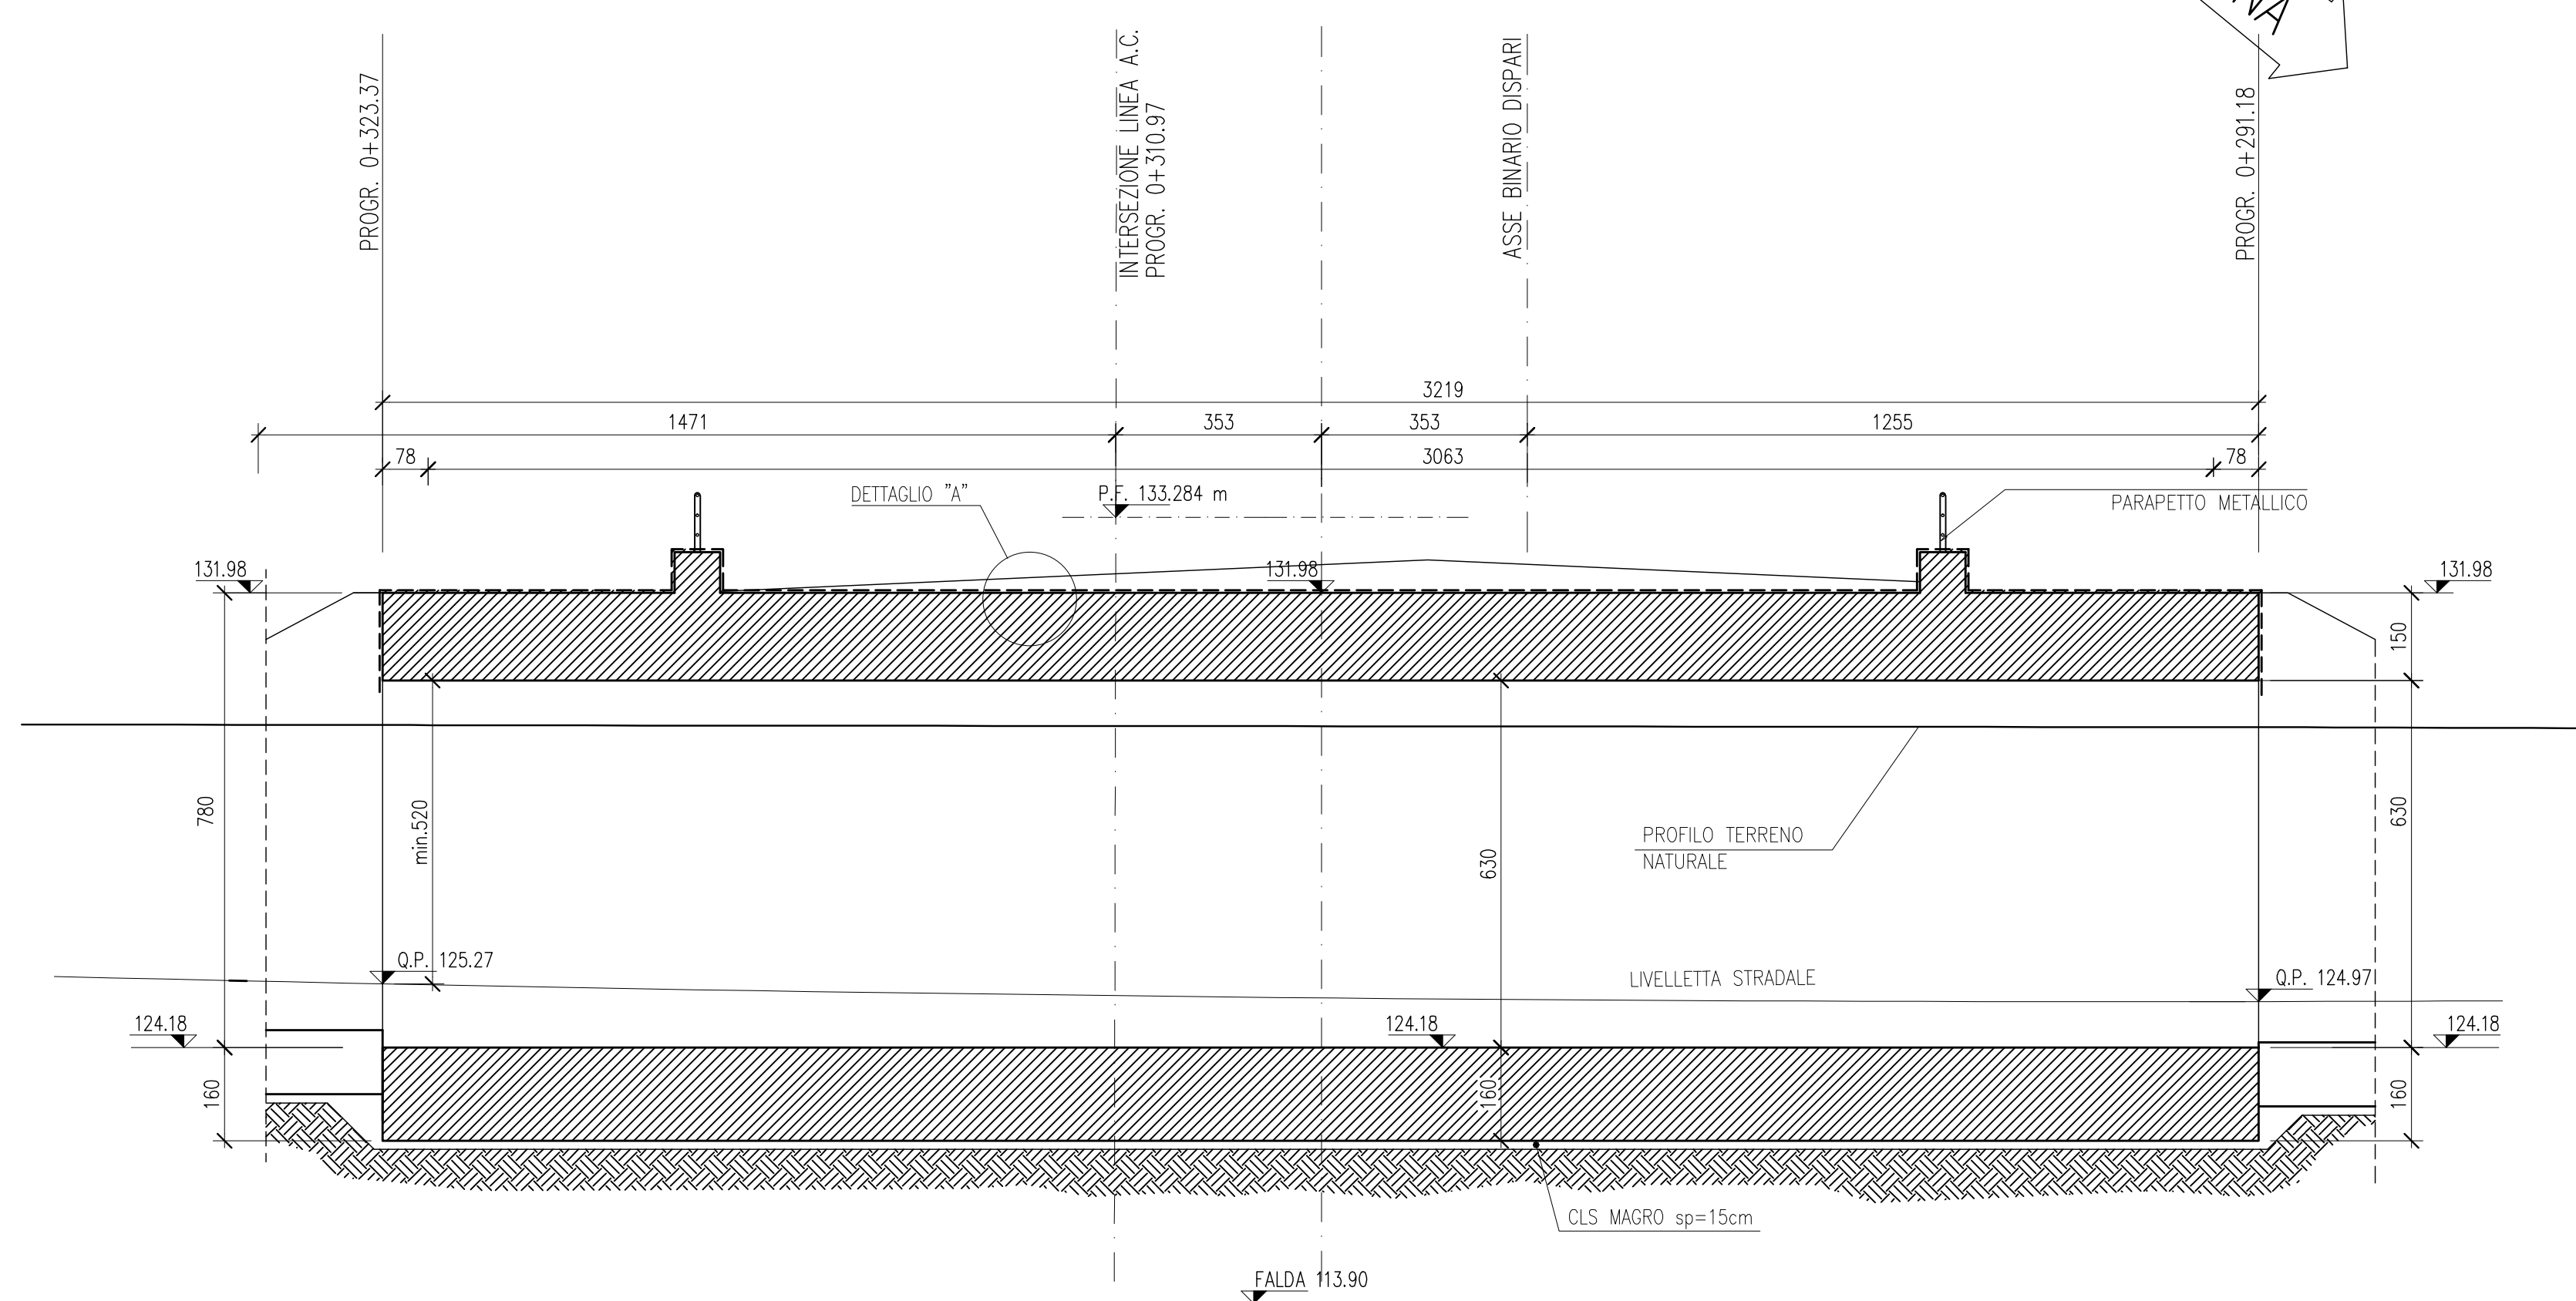 NA
PROGR. 0+323.37
INTERSEZIONE LINEA A.C.
PROGR. 0+310.97
ASSE BINARIO DISPARI
PROGR. 0+291.18
3219
1471
353
353
1255
78
3063
78
DETTAGLIO "A"
P.F. 133.284 m
PARAPETTO METALLICO
131.98
131.98
131.98
150
780
min.520
630
630
PROFILO TERRENO
NATURALE
Q.P. 125.27
LIVELLETTA STRADALE
Q.P. 124.97
124.18
124.18
124.18
160
160
160
CLS MAGRO sp=15cm
FALDA 113.90